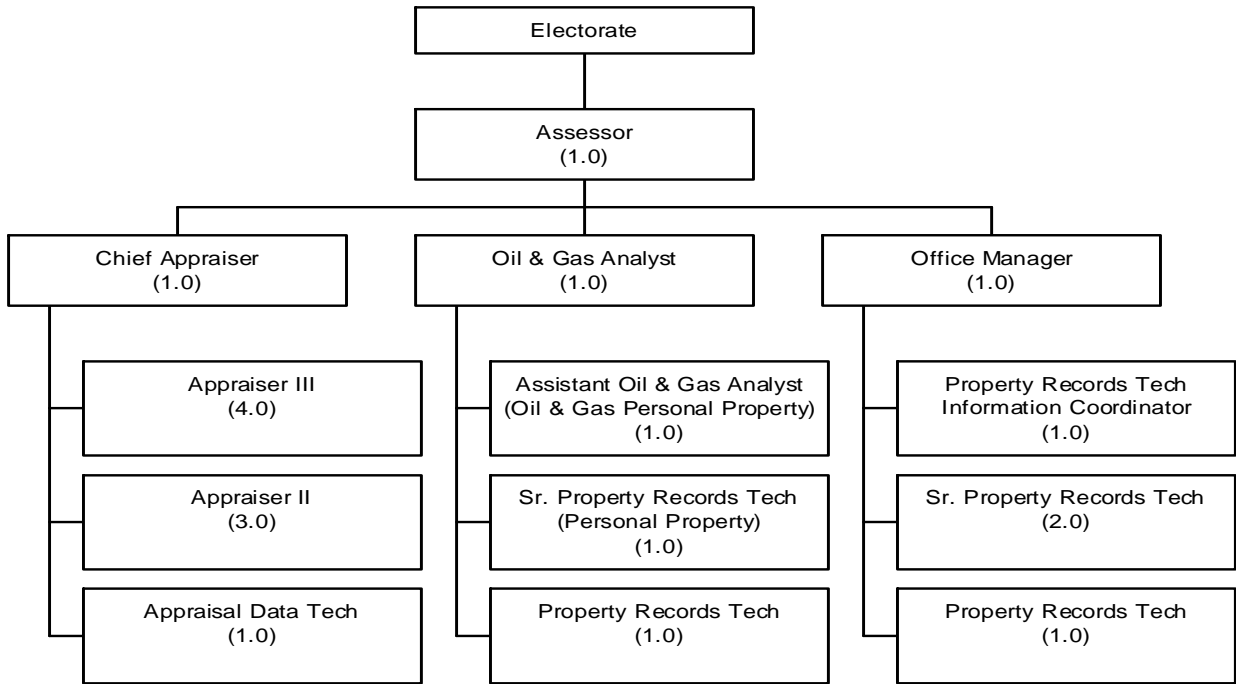 Electorate
Assessor
(1.0)
Chief Appraiser
(1.0)
Oil & Gas Analyst
(1.0)
Office Manager
(1.0)
Appraiser III
(4.0)
Appraiser II
(3.0)
Appraisal Data Tech
(1.0)
Assistant Oil & Gas Analyst
(Oil & Gas Personal Property)
(1.0)
Sr. Property Records Tech
(Personal Property)
(1.0)
Property Records Tech
(1.0)
Property Records Tech
Information Coordinator
(1.0)
Sr. Property Records Tech
(2.0)
Property Records Tech
(1.0)